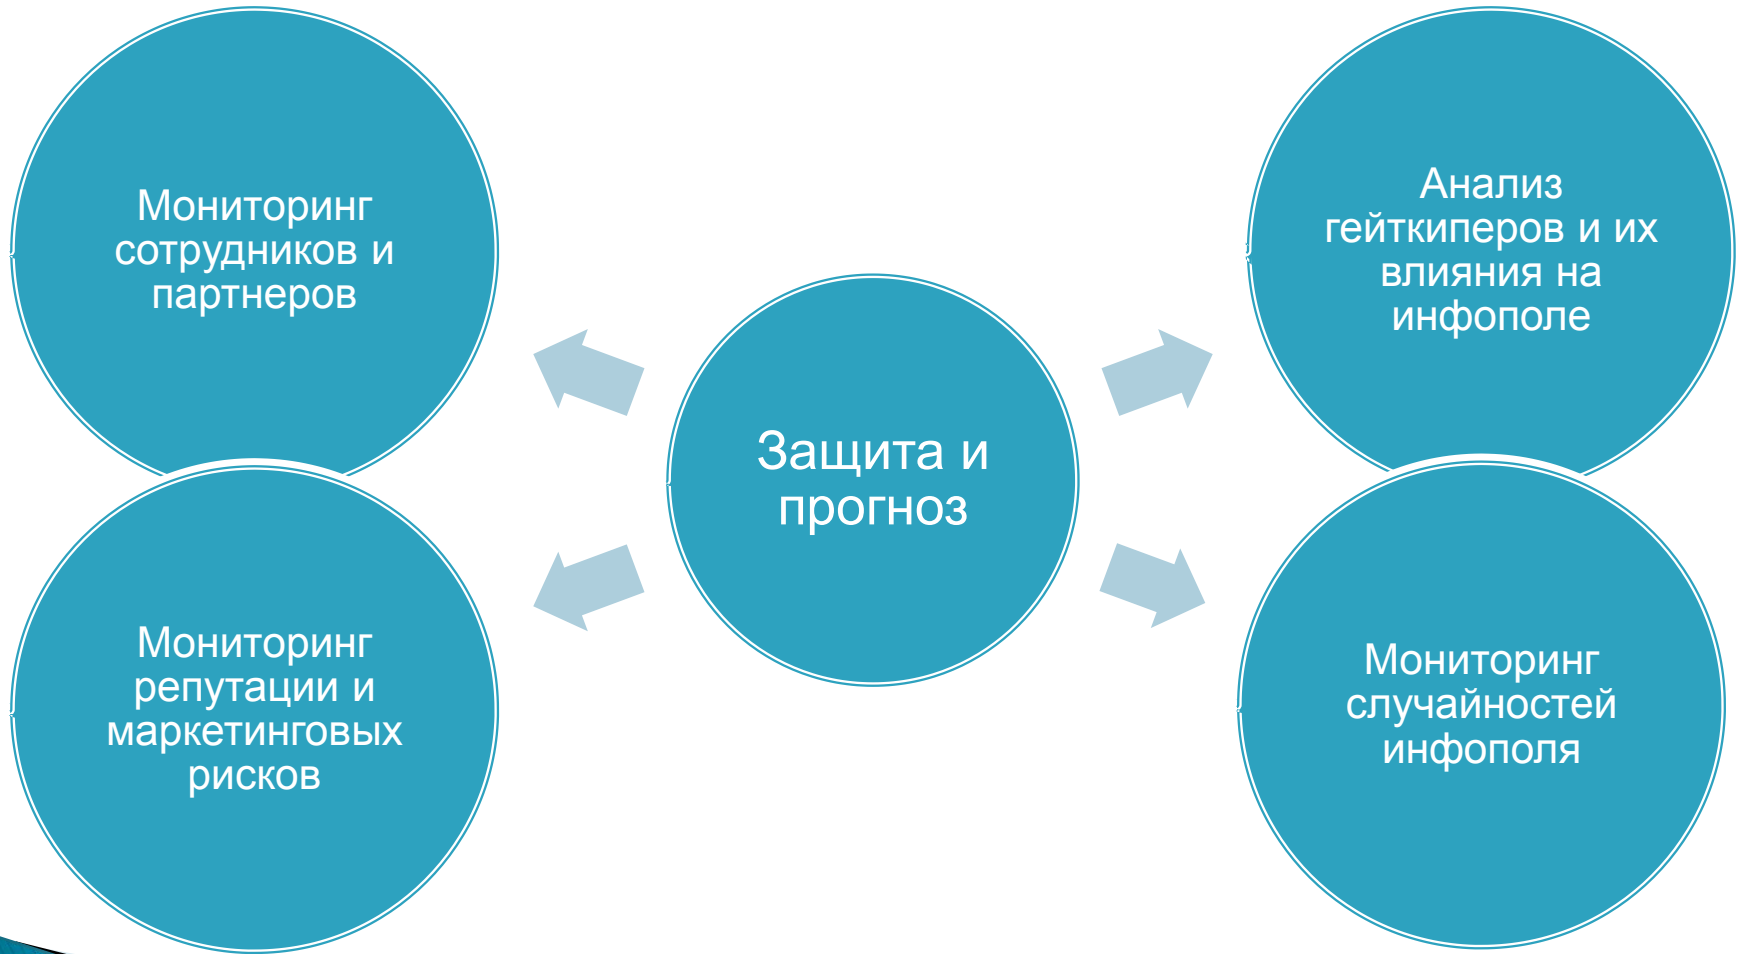 Мониторинг
сотрудников и
партнеров
Анализ
гейткиперов и их
влияния на
инфополе
Защита и
прогноз
Мониторинг
репутации и
маркетинговых
рисков
Мониторинг
случайностей
инфополя